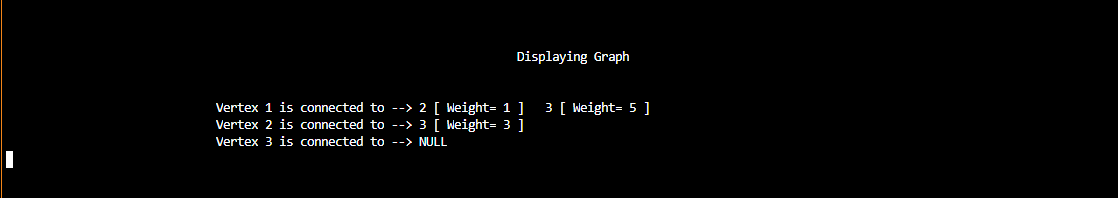 Displaying Graph
Vertex 1 is connected to --> 2 [ Weight= 1 ]   3 [ Weight= 5 ]
Vertex 2 is connected to --> 3 [ Weight= 3 ]
Vertex 3 is connected to --> NULL